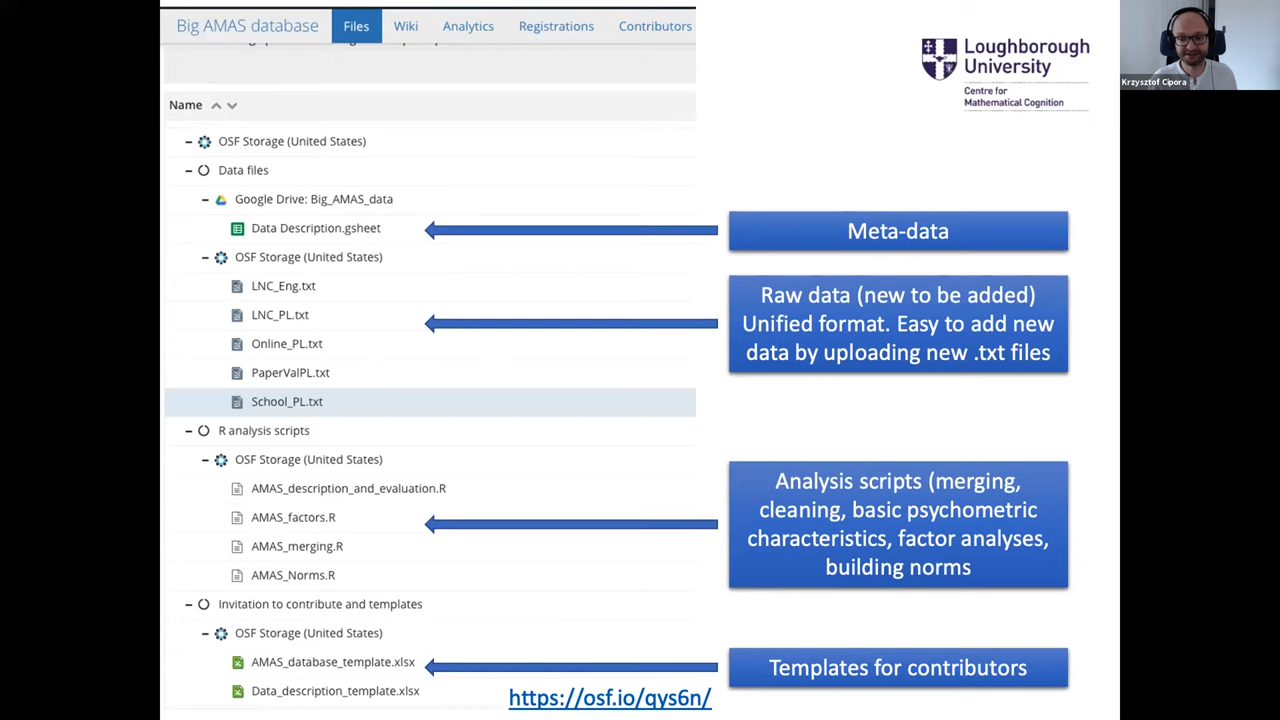 Big AMAS database Files Wiki Analytics Registrations Contributors
Loughborough
University
Centre for
Mathematical Cognition
Krzysztof Cipora
Name
OSF Storage (United States)
Data files
Google Drive: Big_AMAS_data
Data Description.gsheet
Meta-data
OSF Storage (United States)
LNC_Eng.txt
LNC_PL.txt
Online_PL.txt
PaperValPL.txt
School_PL.txt
Raw data (new to be added)
Unified format. Easy to add new
data by uploading new .txt files
R analysis scripts
OSF Storage (United States)
AMAS_description_and_evaluation.R
AMAS_factors.R
AMAS_merging.R
AMAS_Norms.R
Analysis scripts (merging,
cleaning, basic psychometric
characteristics, factor analyses,
building norms
Invitation to contribute and templates
OSF Storage (United States)
AMAS_database_template.xlsx
Data_description_template.xlsx
Templates for contributors
https://osf.io/qys6n/